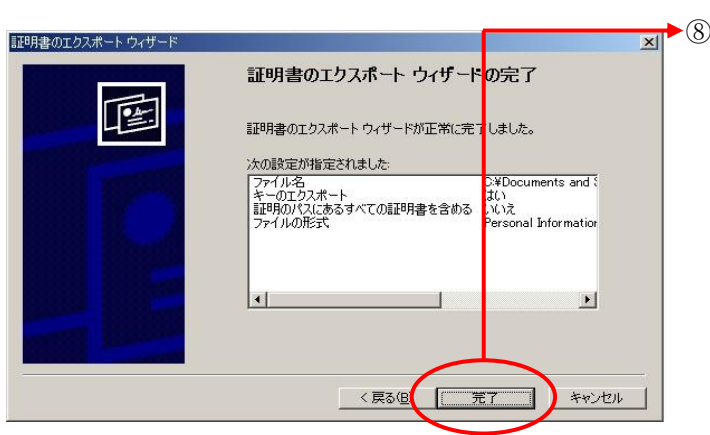 ⑧
証明書のエクスポート ウィザード
証明書のエクスポート ウィザードの完了
証明書のエクスポート ウィザードが正常に完了しました。
次の設定が指定されました:
ファイル名 C:¥Documents and S
キーのエクスポート はい
証明のパスにあるすべての証明書を含める いいえ
ファイルの形式 Personal Information
< 戻る(B) 完了 キャンセル